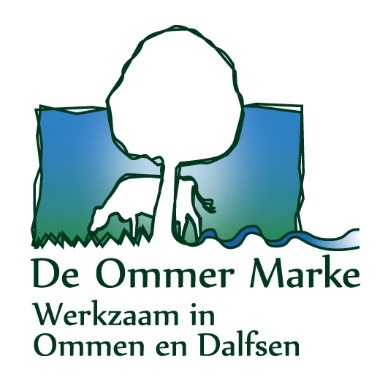 De Ommer Marke
Werkzaam in
Ommen en Dalfsen